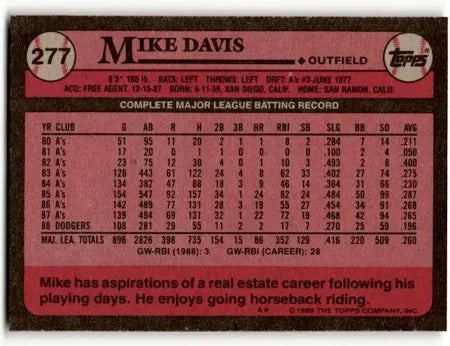 277
MIKE DAVIS
OUTFIELD
Topps
6'3" 185 lb. BATS: LEFT THROWS: LEFT DRFT: A's #3-JUNE 1977
ACQ: FREE AGENT, 12-15-87 BORN: 6-11-59, SAN DIEGO, CALIF. HOME: SAN RAMON, CALIF.
COMPLETE MAJOR LEAGUE BATTING RECORD
YR CLUB G AB R H 2B 3B HR RBI SB SLG BB SO AVG
80 A's 51 95 11 20 2 1 1 8 2 .284 7 14 .211
81 A's 17 20 0 1 1 0 0 0 0 .100 2 4 .050
82 A's 23 75 12 30 4 0 1 10 3 .493 2 8 .400
83 A's 128 443 61 122 24 4 8 62 33 .402 27 74 .275
84 A's 134 382 47 88 18 3 9 46 14 .366 31 66 .230
85 A's 154 547 92 157 34 1 24 82 24 .484 50 99 .287
86 A's 142 489 77 131 28 3 19 55 27 .454 34 91 .268
87 A's 139 494 69 131 32 1 22 72 19 .468 42 94 .265
88 DODGERS 108 281 29 55 11 2 2 17 7 .270 25 59 .196
MAJ. LEA. TOTALS 896 2826 398 735 154 15 86 352 129 .416 220 509 .260
GW-RBI (1988): 3 GW-RBI (CAREER): 28
Mike has aspirations of a real estate career following his
playing days. He enjoys going horseback riding.
A* © 1989 THE TOPPS COMPANY, INC.